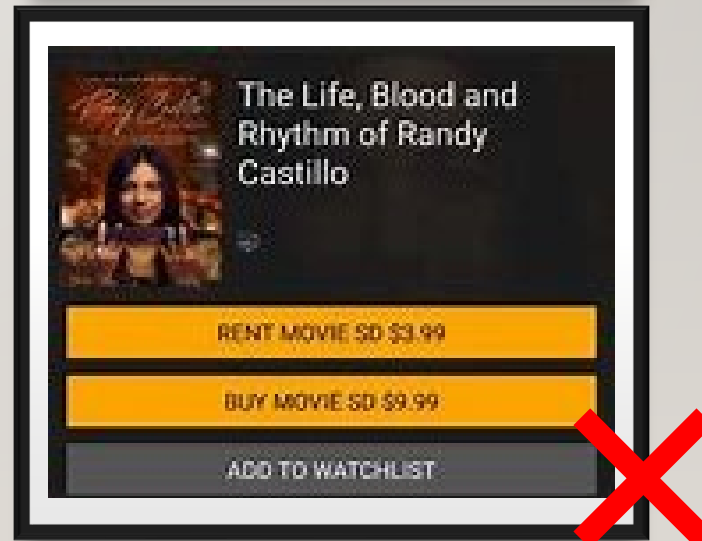 The Life, Blood and
Rhythm of Randy
Castillo
RENT MOVIE SD $3.99
BUY MOVIE SD $9.99
ADD TO WATCHLIST